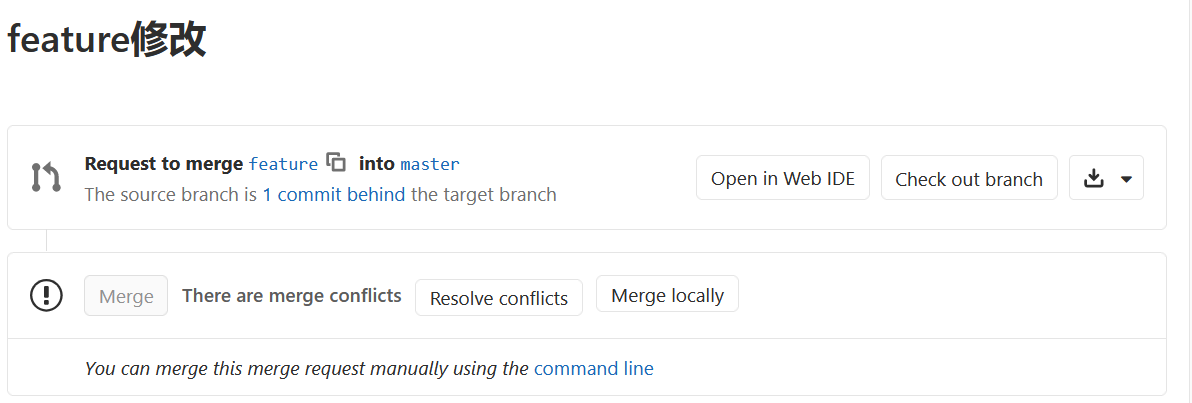 feature修改
Request to merge feature into master
The source branch is 1 commit behind the target branch
Open in Web IDE
Check out branch
Merge
There are merge conflicts
Resolve conflicts
Merge locally
You can merge this merge request manually using the command line